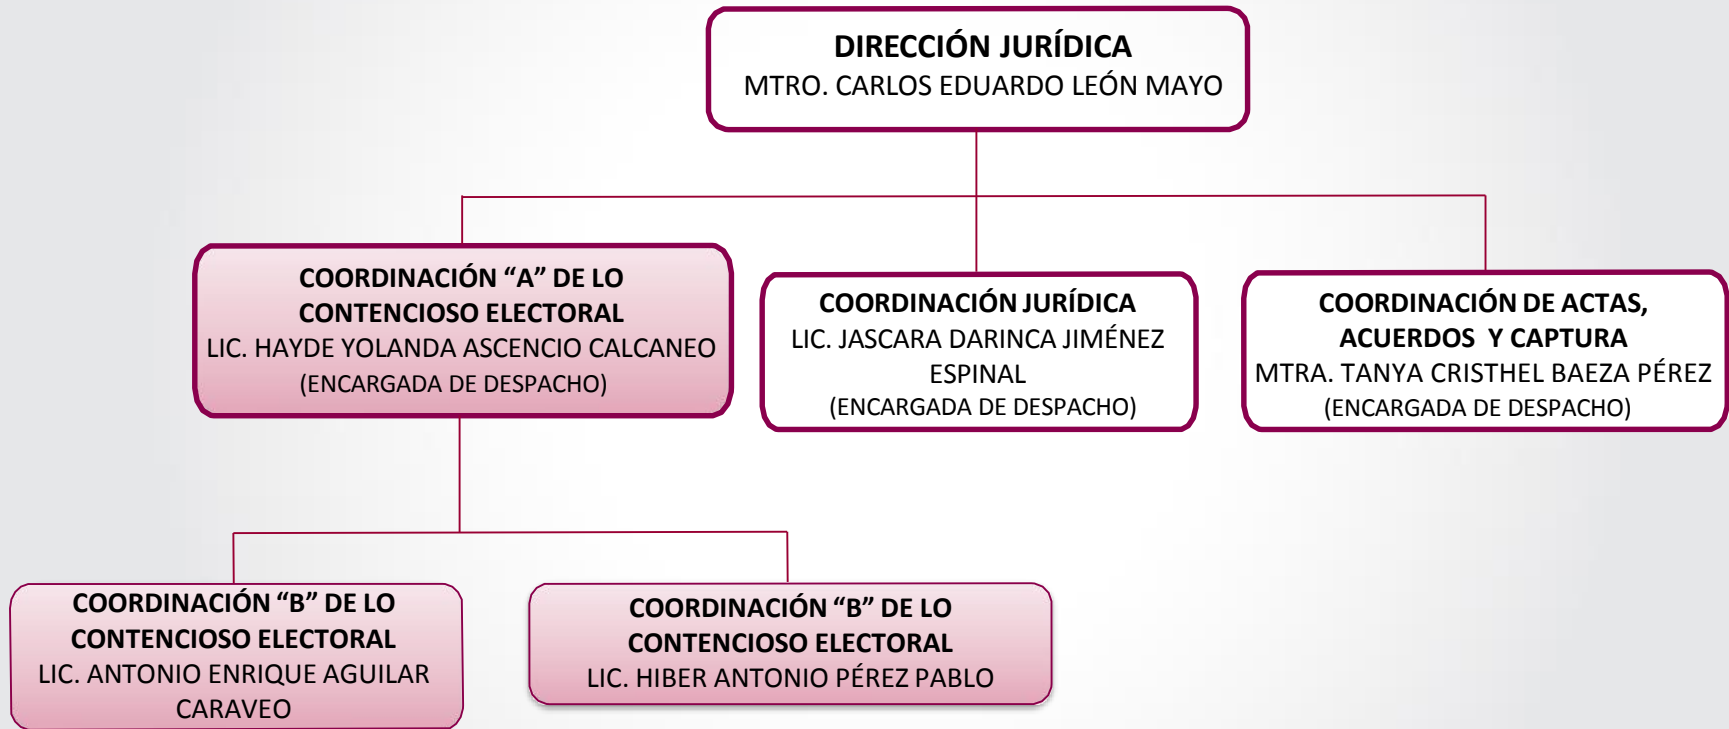 DIRECCIÓN JURÍDICA
MTRO. CARLOS EDUARDO LEÓN MAYO
COORDINACIÓN “A” DE LO
CONTENCIOSO ELECTORAL
LIC. HAYDE YOLANDA ASCENCIO CALCANEO
(ENCARGADA DE DESPACHO)
COORDINACIÓN JURÍDICA
LIC. JASCARA DARINCA JIMÉNEZ
ESPINAL
(ENCARGADA DE DESPACHO)
COORDINACIÓN DE ACTAS,
ACUERDOS Y CAPTURA
MTRA. TANYA CRISTHEL BAEZA PÉREZ
(ENCARGADA DE DESPACHO)
COORDINACIÓN “B” DE LO
CONTENCIOSO ELECTORAL
LIC. ANTONIO ENRIQUE AGUILAR
CARAVEO
COORDINACIÓN “B” DE LO
CONTENCIOSO ELECTORAL
LIC. HIBER ANTONIO PÉREZ PABLO